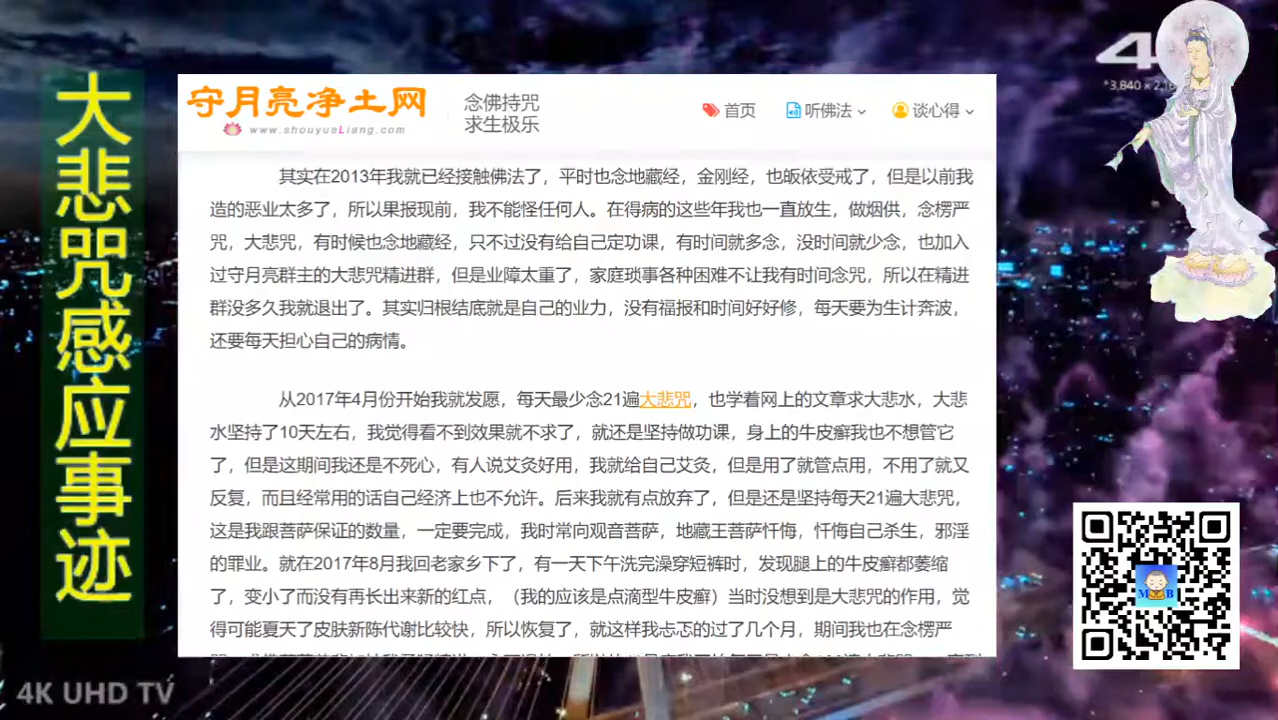 大悲咒感应事迹
守月亮净土网
www.shouyueLiang.com
念佛持咒
求生极乐
首页
听佛法
谈心得
4
*3,840 x 2,16
其实在2013年我就已经接触佛法了，平时也念地藏经，金刚经，也皈依受戒了，但是以前我
造的恶业太多了，所以果报现前，我不能怪任何人。在得病的这些年我也一直放生，做烟供，念楞严
咒，大悲咒，有时候也念地藏经，只不过没有给自己定功课，有时间就多念，没时间就少念，也加入
过守月亮群主的大悲咒精进群，但是业障太重了，家庭琐事各种困难不让我有时间念咒，所以在精进
群没多久我就退出了。其实归根结底就是自己的业力，没有福报和时间好好修，每天要为生计奔波，
还要每天担心自己的病情。
从2017年4月份开始我就发愿，每天最少念21遍大悲咒，也学着网上的文章求大悲水，大悲
水坚持了10天左右，我觉得看不到效果就不求了，就还是坚持做功课，身上的牛皮癣我也不想管它
了，但是这期间我还是不死心，有人说艾灸好用，我就给自己艾灸，但是用了就管点用，不用了就又
反复，而且经常用的话自己经济上也不允许。后来我就有点放弃了，但是还是坚持每天21遍大悲咒，
这是我跟菩萨保证的数量，一定要完成，我时常向观音菩萨，地藏王菩萨忏悔，忏悔自己杀生，邪淫
的罪业。就在2017年8月我回老家乡下了，有一天下午洗完澡穿短裤时，发现腿上的牛皮癣都萎缩
了，变小了而没有再长出来新的红点，（我的应该是点滴型牛皮癣）当时没想到是大悲咒的作用，觉
得可能夏天了皮肤新陈代谢比较快，所以恢复了，就这样我忐忑的过了几个月，期间我也在念楞严
M B
4K UHD TV